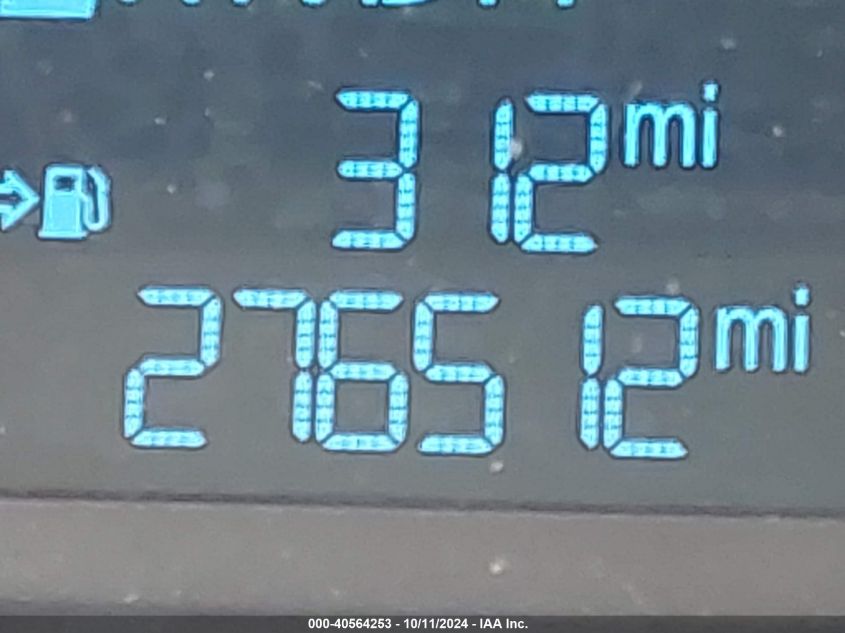 312 mi
276512 mi
000-40564253 - 10/11/2024 - IAA Inc.